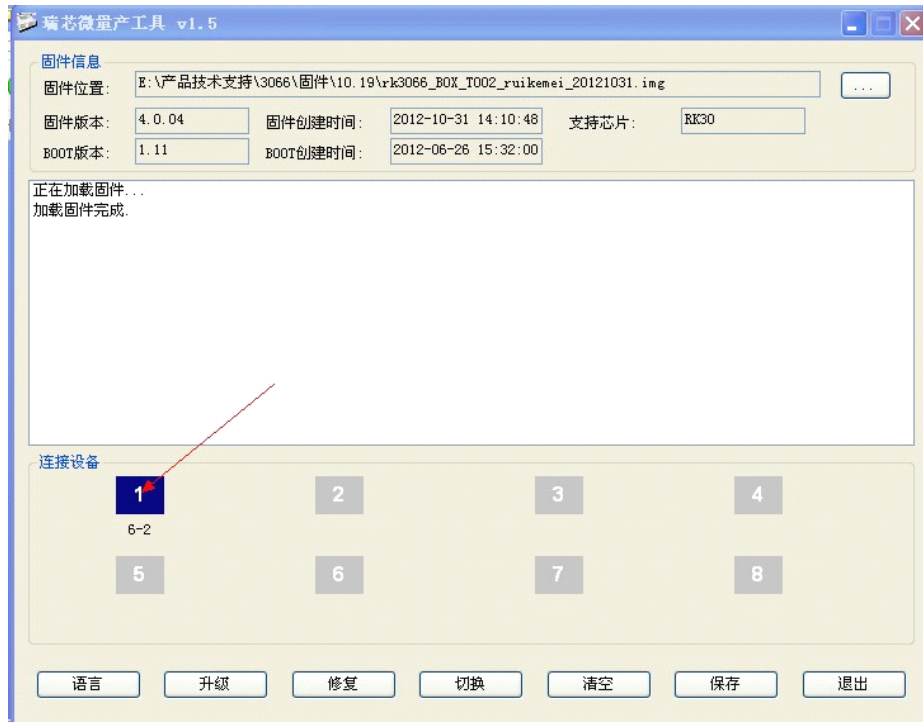 瑞芯微量产工具 v1.5
固件信息
固件位置: E:\产品技术支持\3066\固件\10.19\rk3066_BOX_T002_ruikemei_20121031.img ...
固件版本: 4.0.04 固件创建时间: 2012-10-31 14:10:48 支持芯片: RK30
BOOT版本: 1.11 BOOT创建时间: 2012-06-26 15:32:00
正在加载固件...
加载固件完成.
连接设备
1 2 3 4
6-2
5 6 7 8
语言 升级 修复 切换 清空 保存 退出